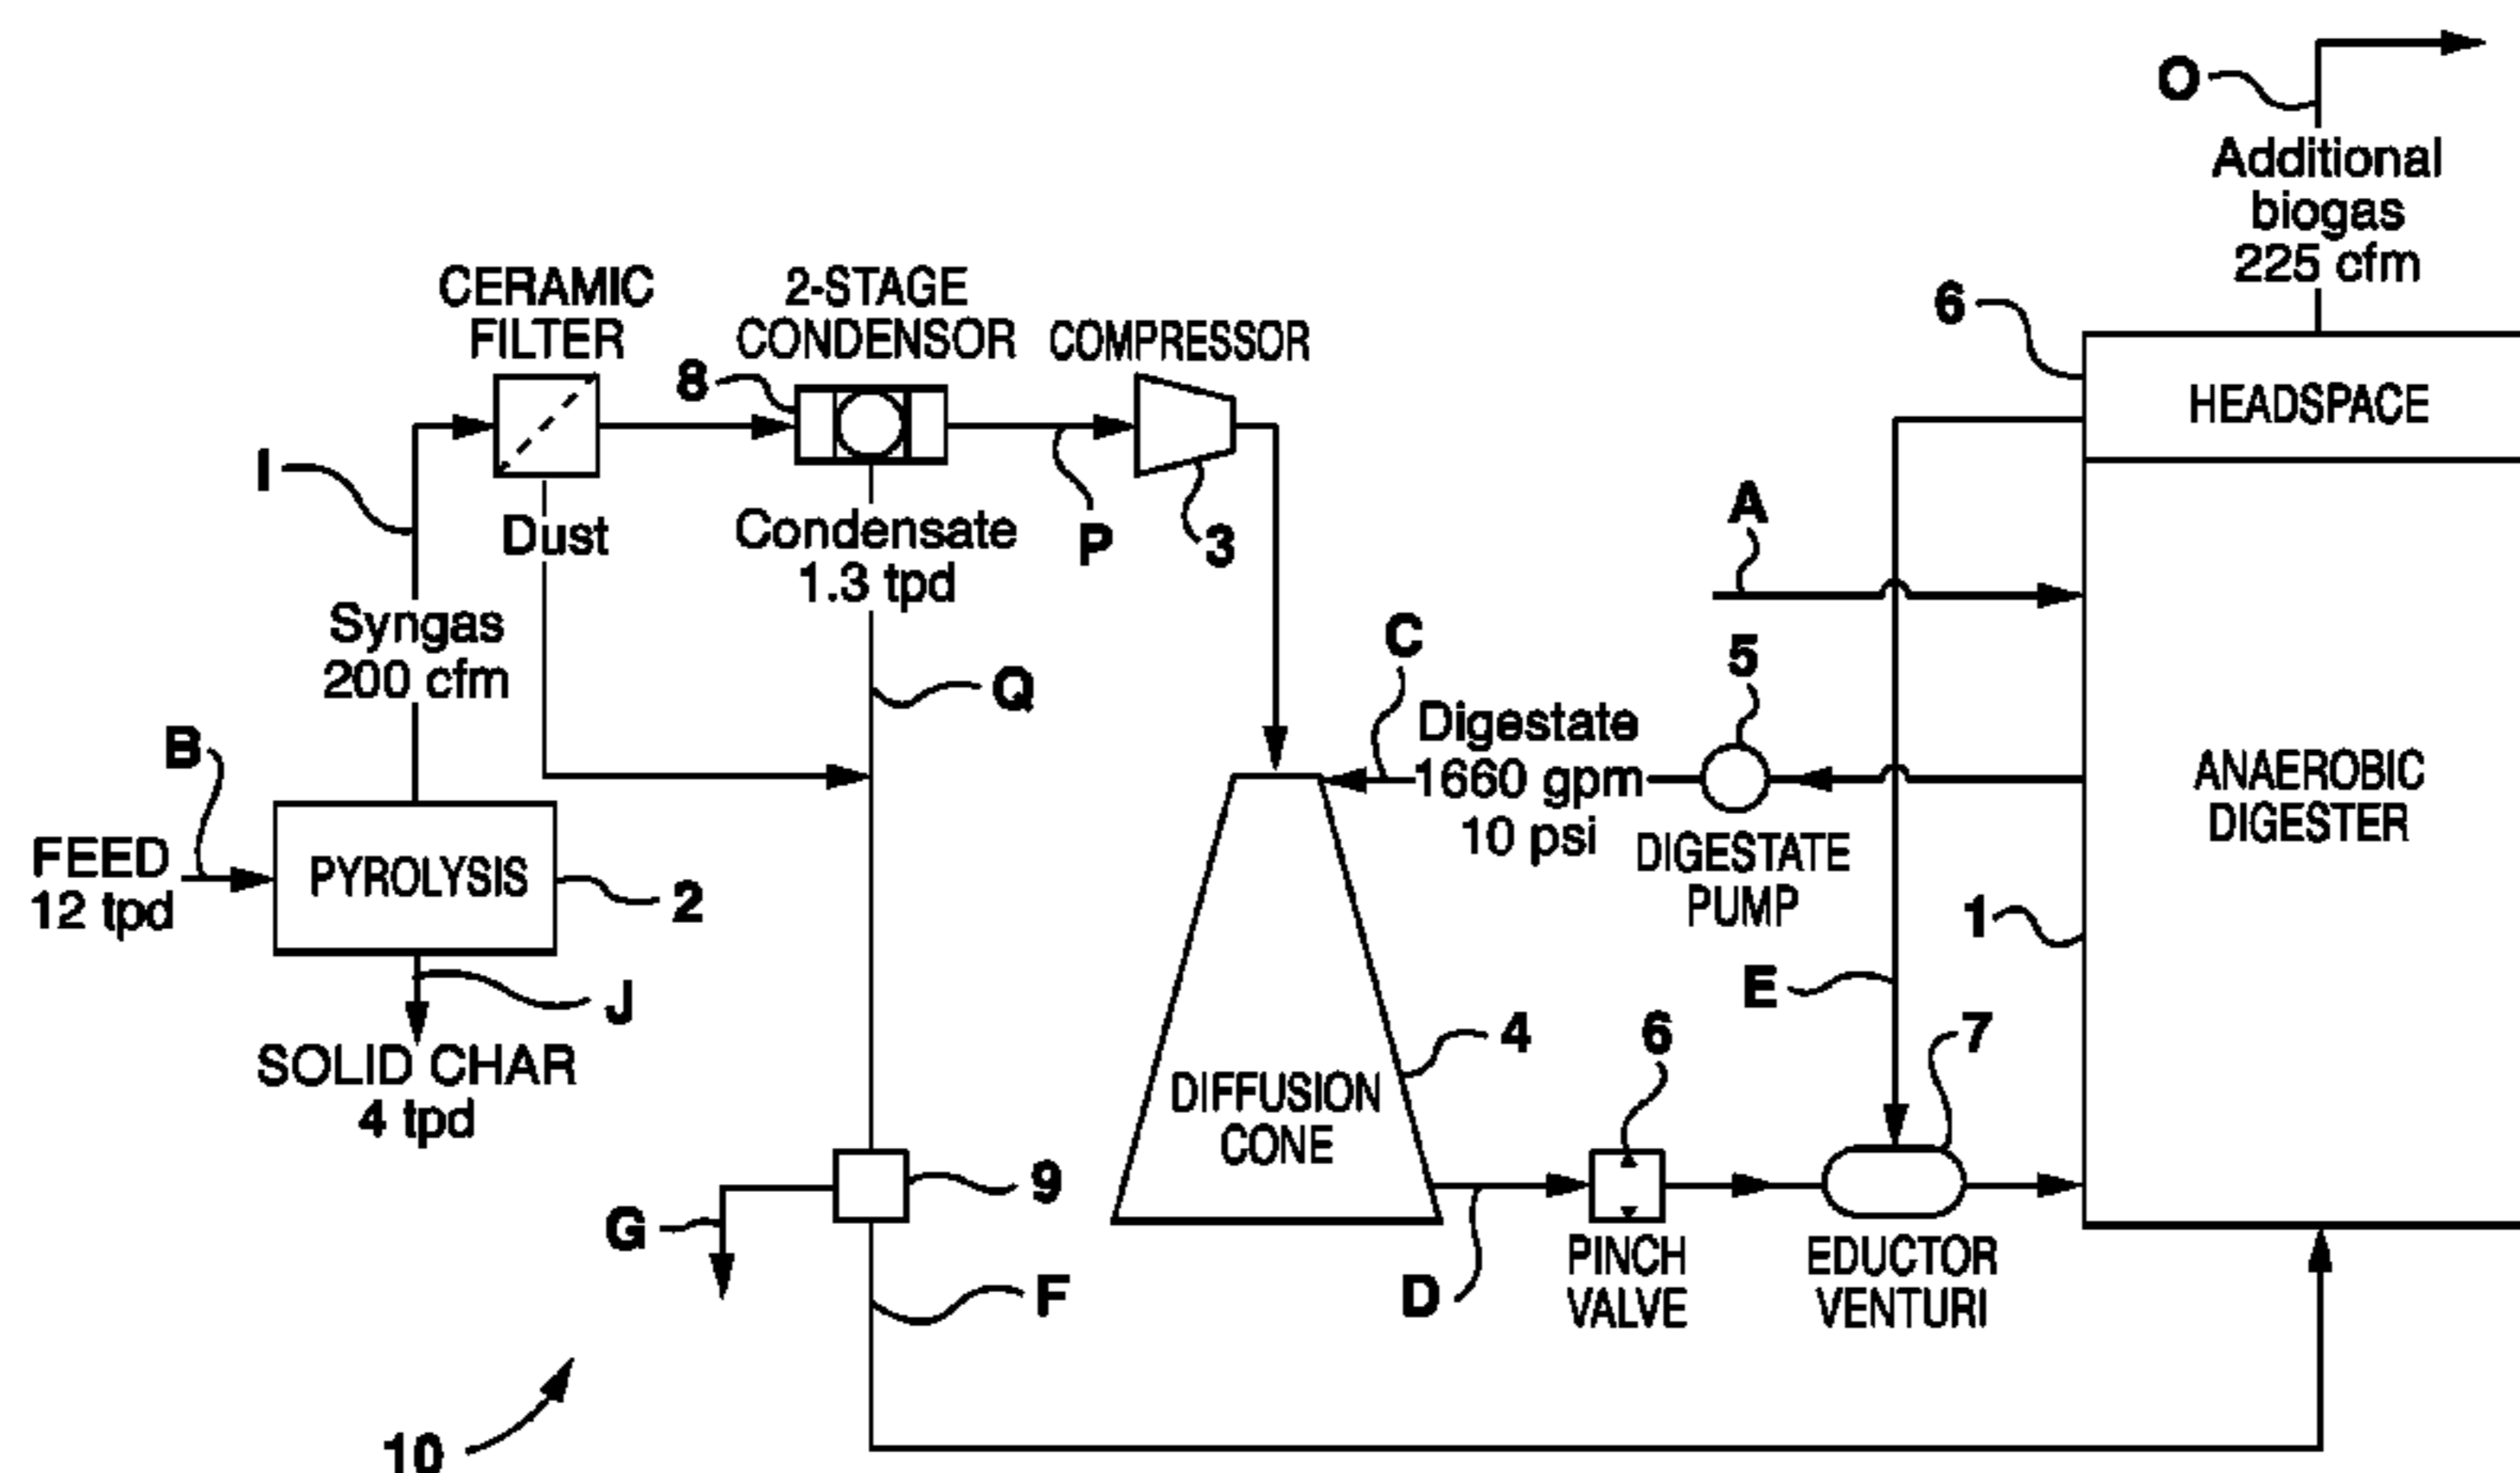 O
Additional
biogas
225 cfm
6
HEADSPACE
CERAMIC
FILTER
2-STAGE
CONDENSOR
COMPRESSOR
8
I
Dust
Condensate
1.3 tpd
P
3
A
Syngas
200 cfm
Q
C
5
Digestate
1660 gpm
10 psi
DIGESTATE
PUMP
ANAEROBIC
DIGESTER
B
FEED
12 tpd
PYROLYSIS
2
1
J
E
SOLID CHAR
4 tpd
4
6
7
DIFFUSION
CONE
9
G
F
D
PINCH
VALVE
EDUCTOR
VENTURI
10